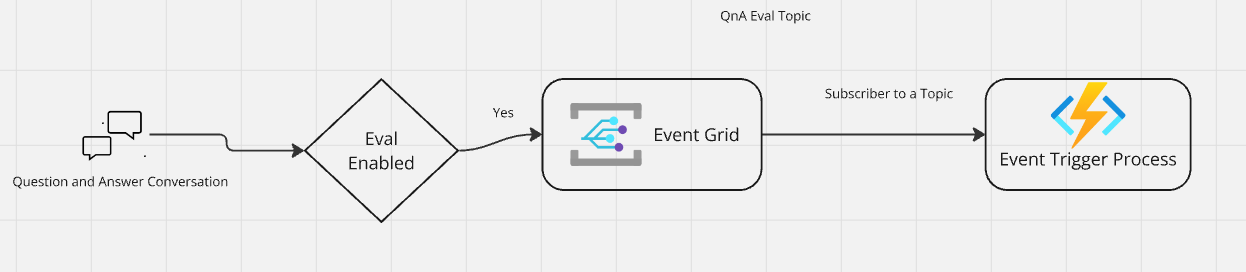 QnA Eval Topic
Question and Answer Conversation
Eval
Enabled
Yes
Event Grid
Subscriber to a Topic
Event Trigger Process